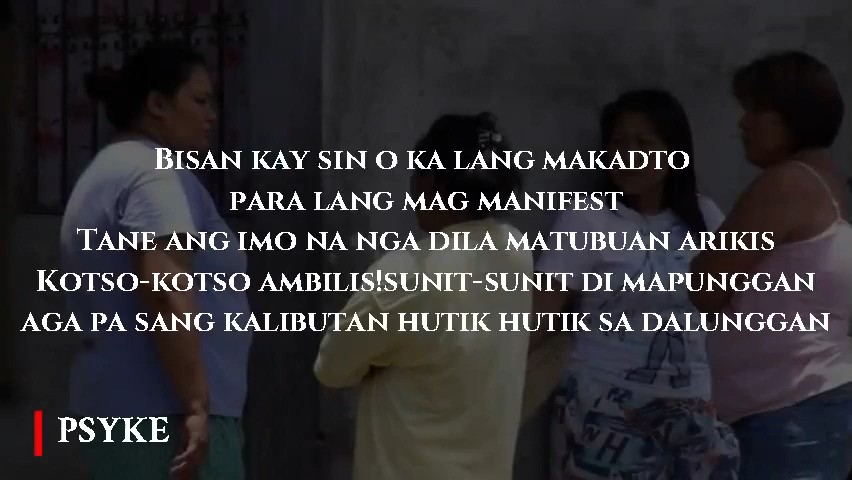 Bisan kay sin o ka lang makadto
para lang mag manifest
Tane ang imo na nga dila matubuan arikis
Kotso-kotso ambilis!sunit-sunit di mapunggan
aga pa sang kalibutan hutik hutik sa dalunggan
PSYKE